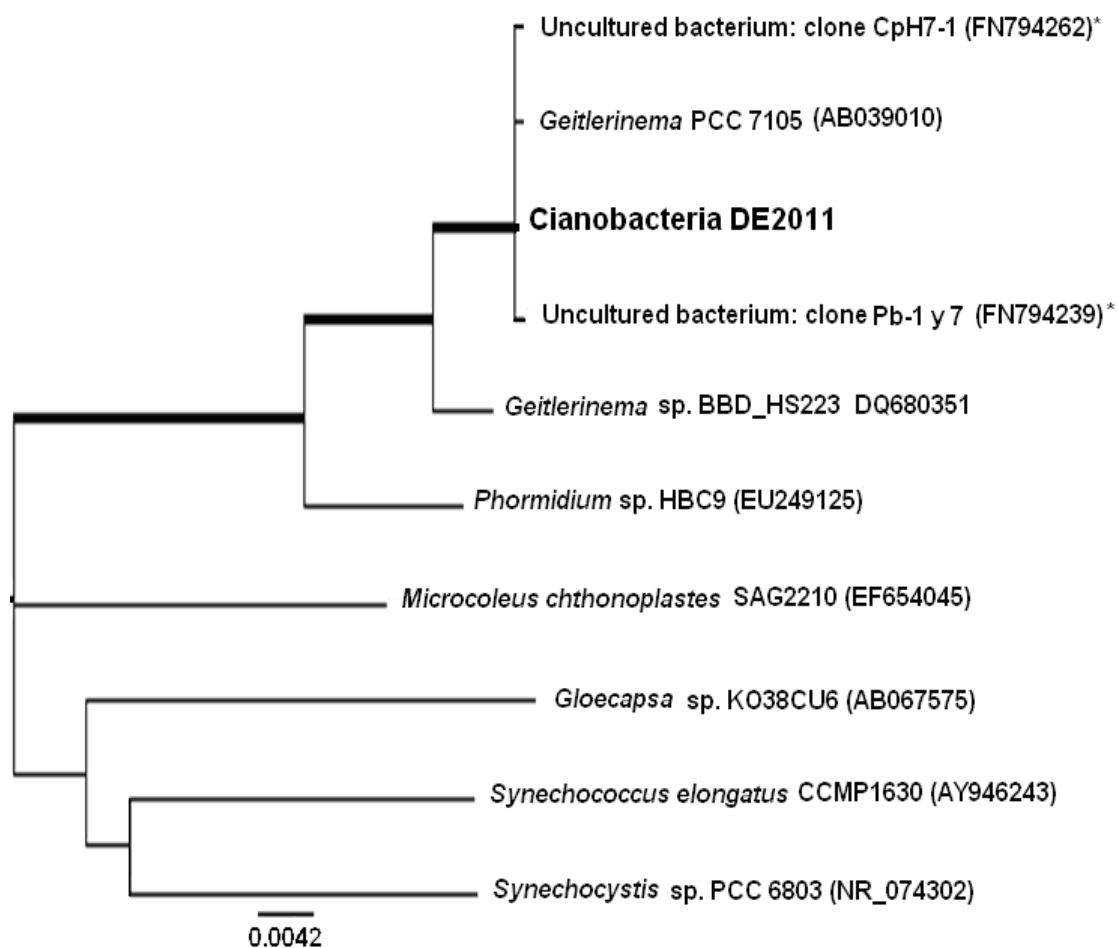 Uncultured bacterium: clone CpH7-1 (FN794262)*
Geitlerinema PCC 7105 (AB039010)
Cianobacteria DE2011
Uncultured bacterium: clone Pb-1 y 7 (FN794239)*
Geitlerinema sp. BBD_HS223 DQ680351
Phormidium sp. HBC9 (EU249125)
Microcoleus chthonoplastes SAG2210 (EF654045)
Gloecapsa sp. KO38CU6 (AB067575)
Synechococcus elongatus CCMP1630 (AY946243)
Synechocystis sp. PCC 6803 (NR_074302)
0.0042